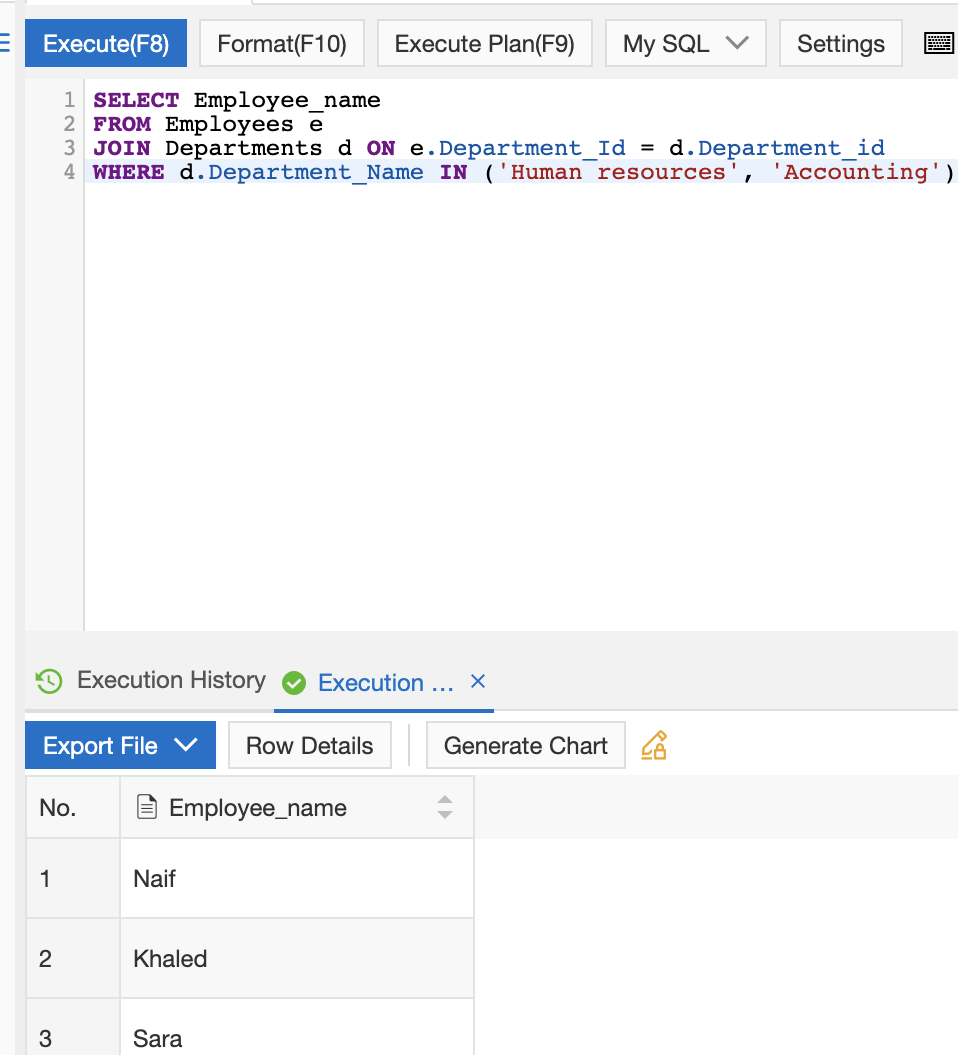 Execute(F8) Format(F10) Execute Plan(F9) My SQL Settings
1 SELECT Employee_name
2 FROM Employees e
3 JOIN Departments d ON e.Department_Id = d.Department_id
4 WHERE d.Department_Name IN ('Human resources', 'Accounting')
Execution History Execution ...
Export File Row Details Generate Chart
No. Employee_name
1 Naif
2 Khaled
3 Sara